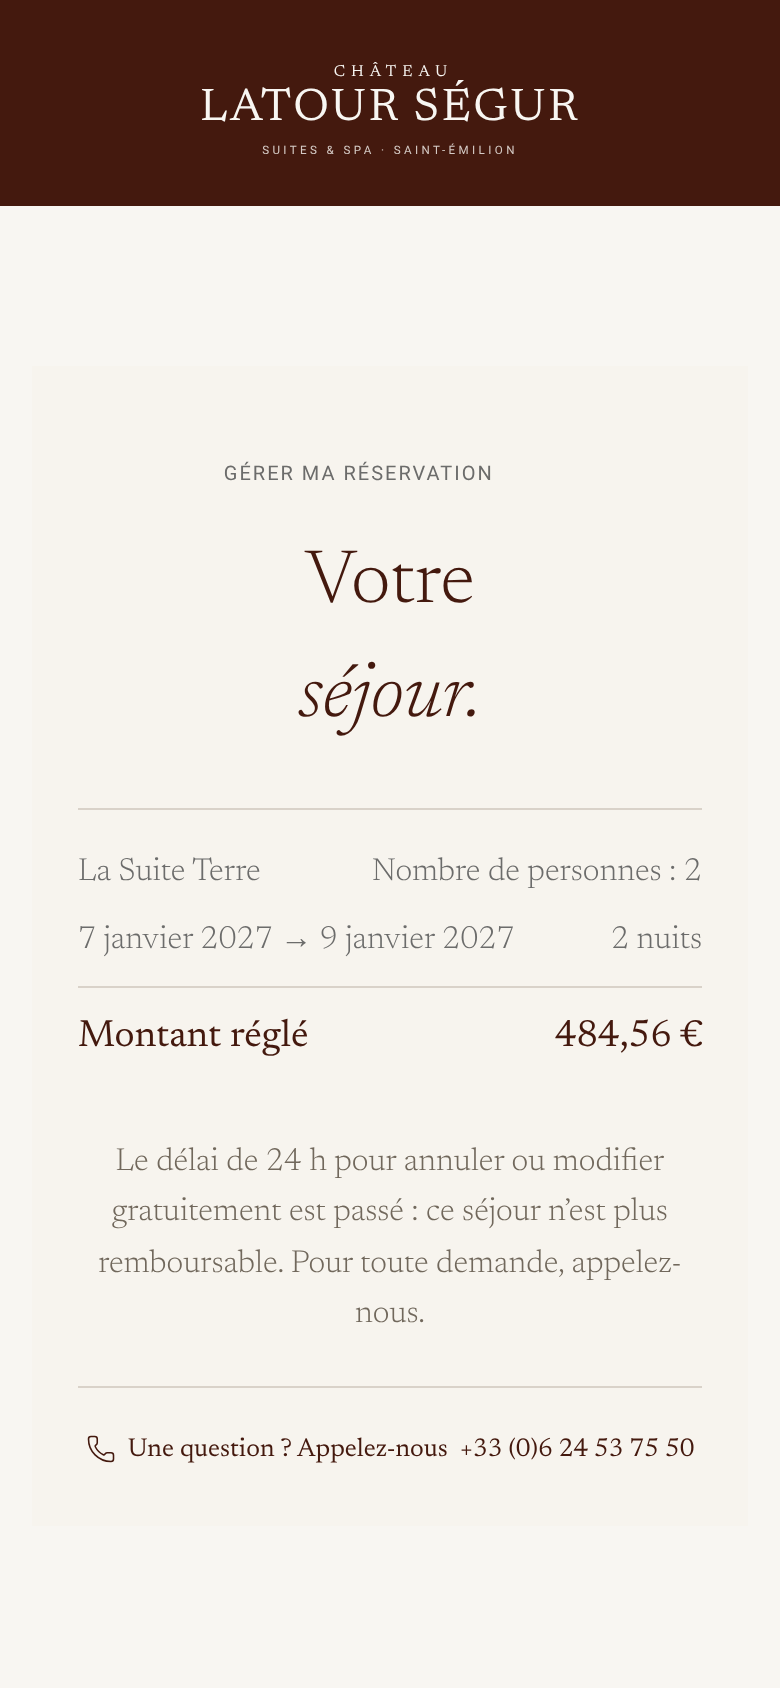 CHÂTEAU
LATOUR SÉGUR
SUITES & SPA · SAINT-ÉMILION
GÉRER MA RÉSERVATION
Votre
séjour.
La Suite Terre Nombre de personnes : 2
7 janvier 2027 → 9 janvier 2027 2 nuits
Montant réglé 484,56 €
Le délai de 24 h pour annuler ou modifier
gratuitement est passé : ce séjour n’est plus
remboursable. Pour toute demande, appelez-
nous.
Une question ? Appelez-nous +33 (0)6 24 53 75 50